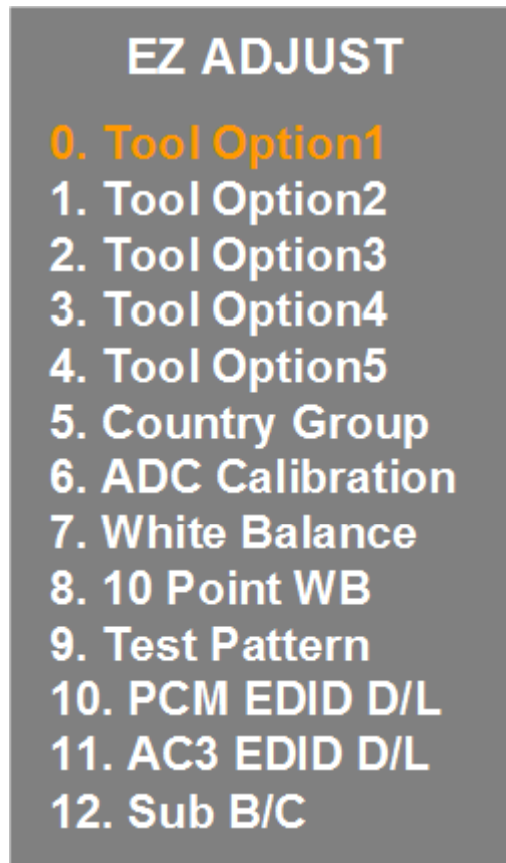 EZ ADJUST
0. Tool Option1
1. Tool Option2
2. Tool Option3
3. Tool Option4
4. Tool Option5
5. Country Group
6. ADC Calibration
7. White Balance
8. 10 Point WB
9. Test Pattern
10. PCM EDID D/L
11. AC3 EDID D/L
12. Sub B/C